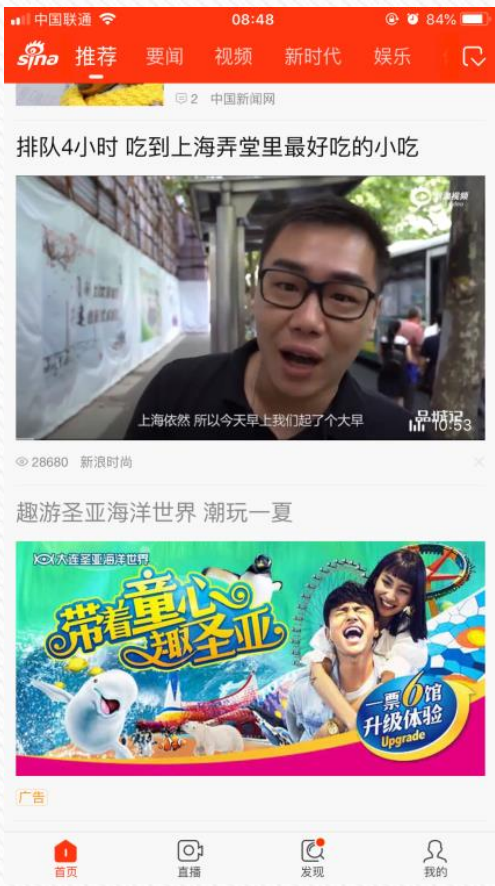 中国联通 08:48 84%
sina 推荐 要闻 视频 新时代 娱乐
2 中国新闻网
排队4小时 吃到上海弄堂里最好吃的小吃
上海依然 所以今天早上我们起了个大早
品城记
10:53
28680 新浪时尚
趣游圣亚海洋世界 潮玩一夏
大连圣亚海洋世界
带着童心
趣圣亚
一票6馆
升级体验
Upgrade
广告
首页 直播 发现 我的